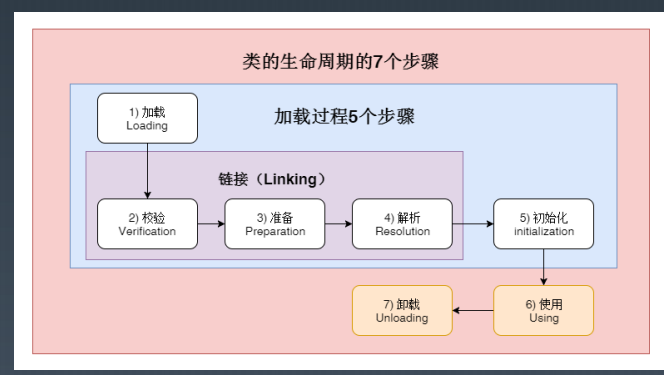 类的生命周期的7个步骤
加载过程5个步骤
1) 加载
Loading
链接（Linking）
2) 校验
Verification
3) 准备
Preparation
4) 解析
Resolution
5) 初始化
initialization
7) 卸载
Unloading
6) 使用
Using